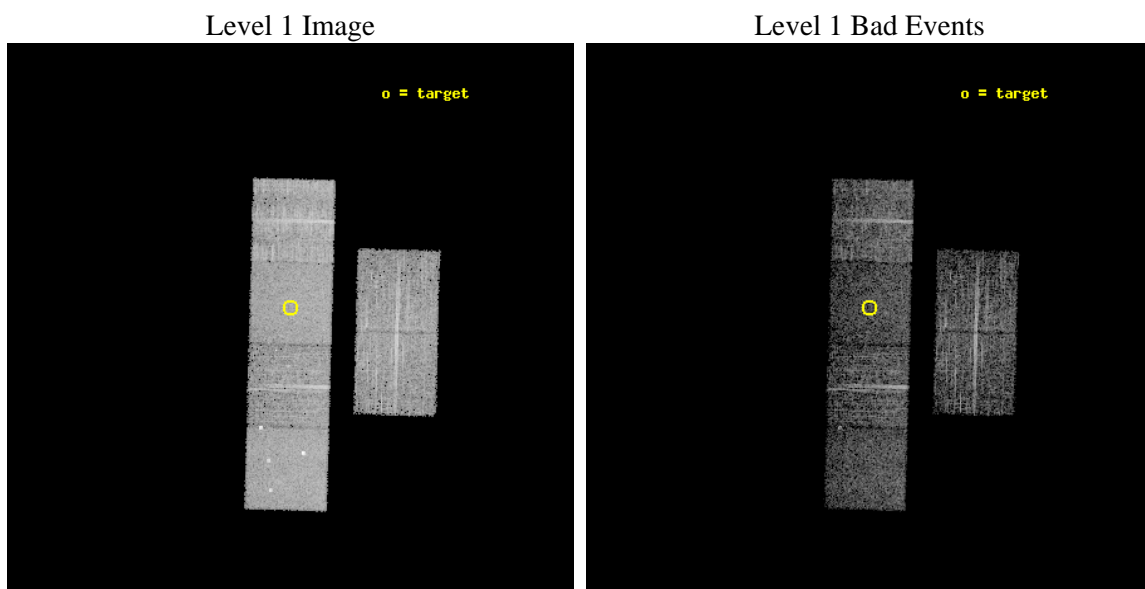 Level 1 Image
Level 1 Bad Events
o = target
o = target